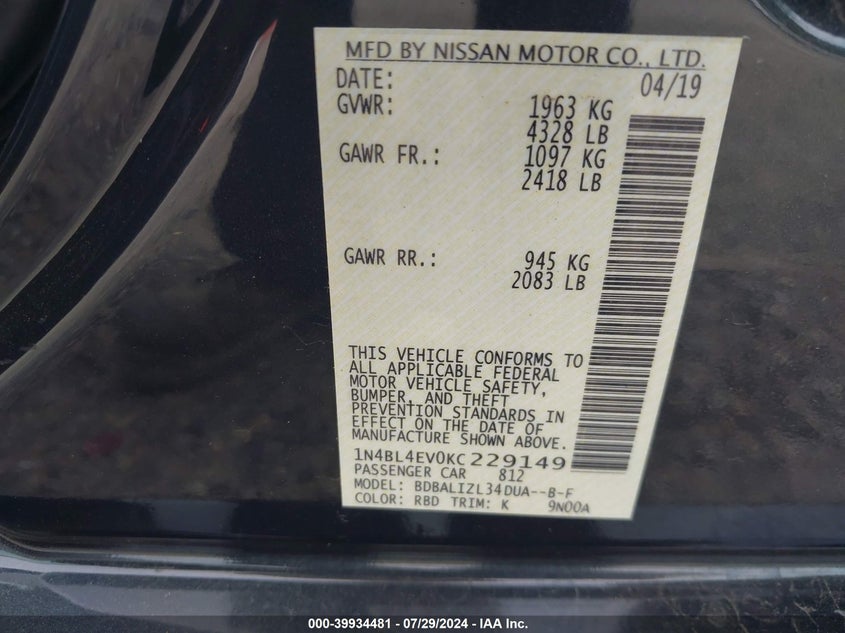 MFD BY NISSAN MOTOR CO., LTD.
DATE: 04/19
GVWR: 1963 KG
4328 LB
GAWR FR.: 1097 KG
2418 LB
GAWR RR.: 945 KG
2083 LB
THIS VEHICLE CONFORMS TO
ALL APPLICABLE FEDERAL
MOTOR VEHICLE SAFETY,
BUMPER, AND THEFT
PREVENTION STANDARDS IN
EFFECT ON THE DATE OF
MANUFACTURE SHOWN ABOVE.
1N4BL4EV0KC229149
PASSENGER CAR 812
MODEL: BDBALIZL34DUA--B-F
COLOR: RBD TRIM: K 9N00A
000-39934481 - 07/29/2024 - IAA Inc.